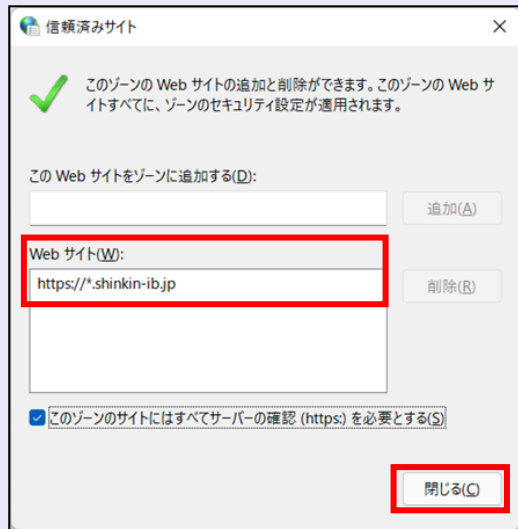 信頼済みサイト
このゾーンの Web サイトの追加と削除ができます。このゾーンの Web サ
イトすべてに、ゾーンのセキュリティ設定が適用されます。
この Web サイトをゾーンに追加する(D):
追加(A)
Web サイト(W):
https://*.shinkin-ib.jp
削除(R)
このゾーンのサイトにはすべてサーバーの確認 (https:) を必要とする(S)
閉じる(C)